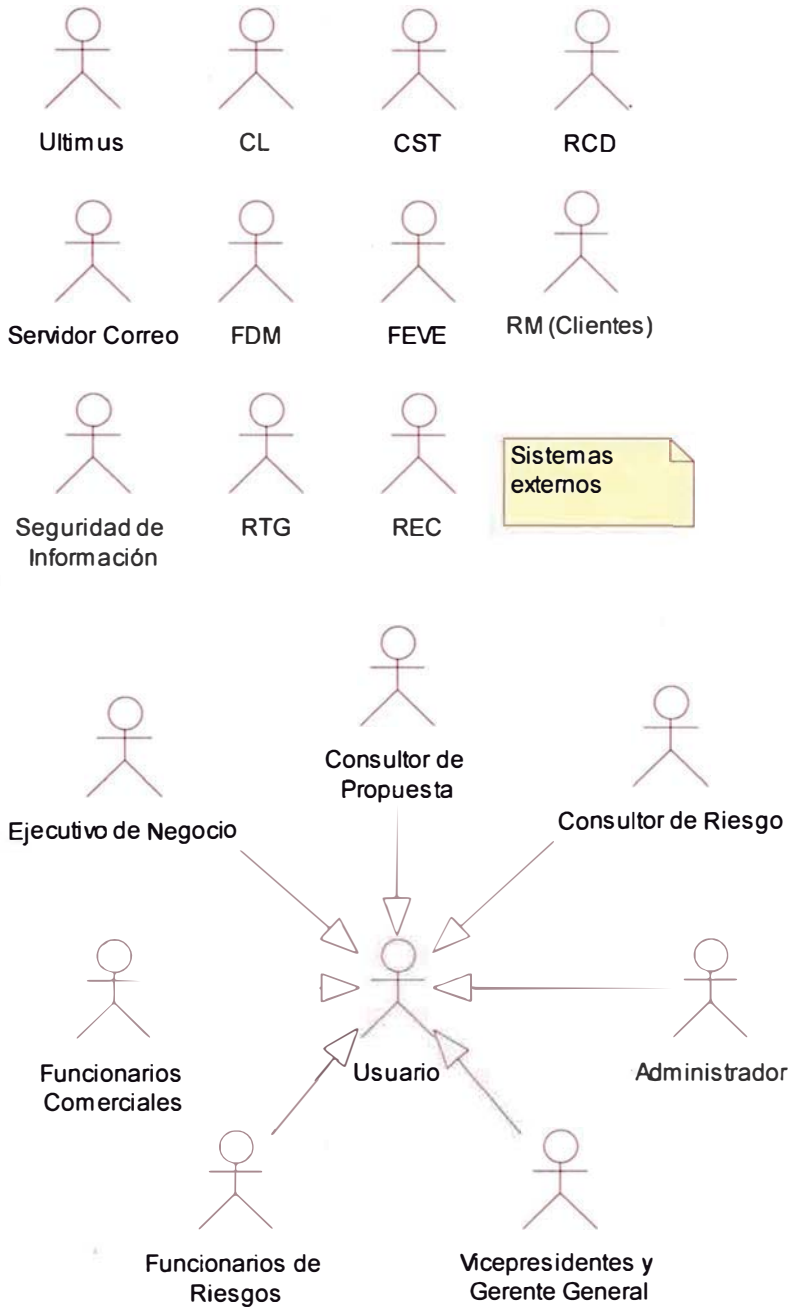 Ultimus
CL
CST
RCD
Servidor Correo
FDM
FEVE
RM (Clientes)
Seguridad de
Información
RTG
REC
Sistemas
externos
Consultor de
Propuesta
Ejecutivo de Negocio
Consultor de Riesgo
Funcionarios
Comerciales
Usuario
Administrador
Funcionarios de
Riesgos
Vicepresidentes y
Gerente General